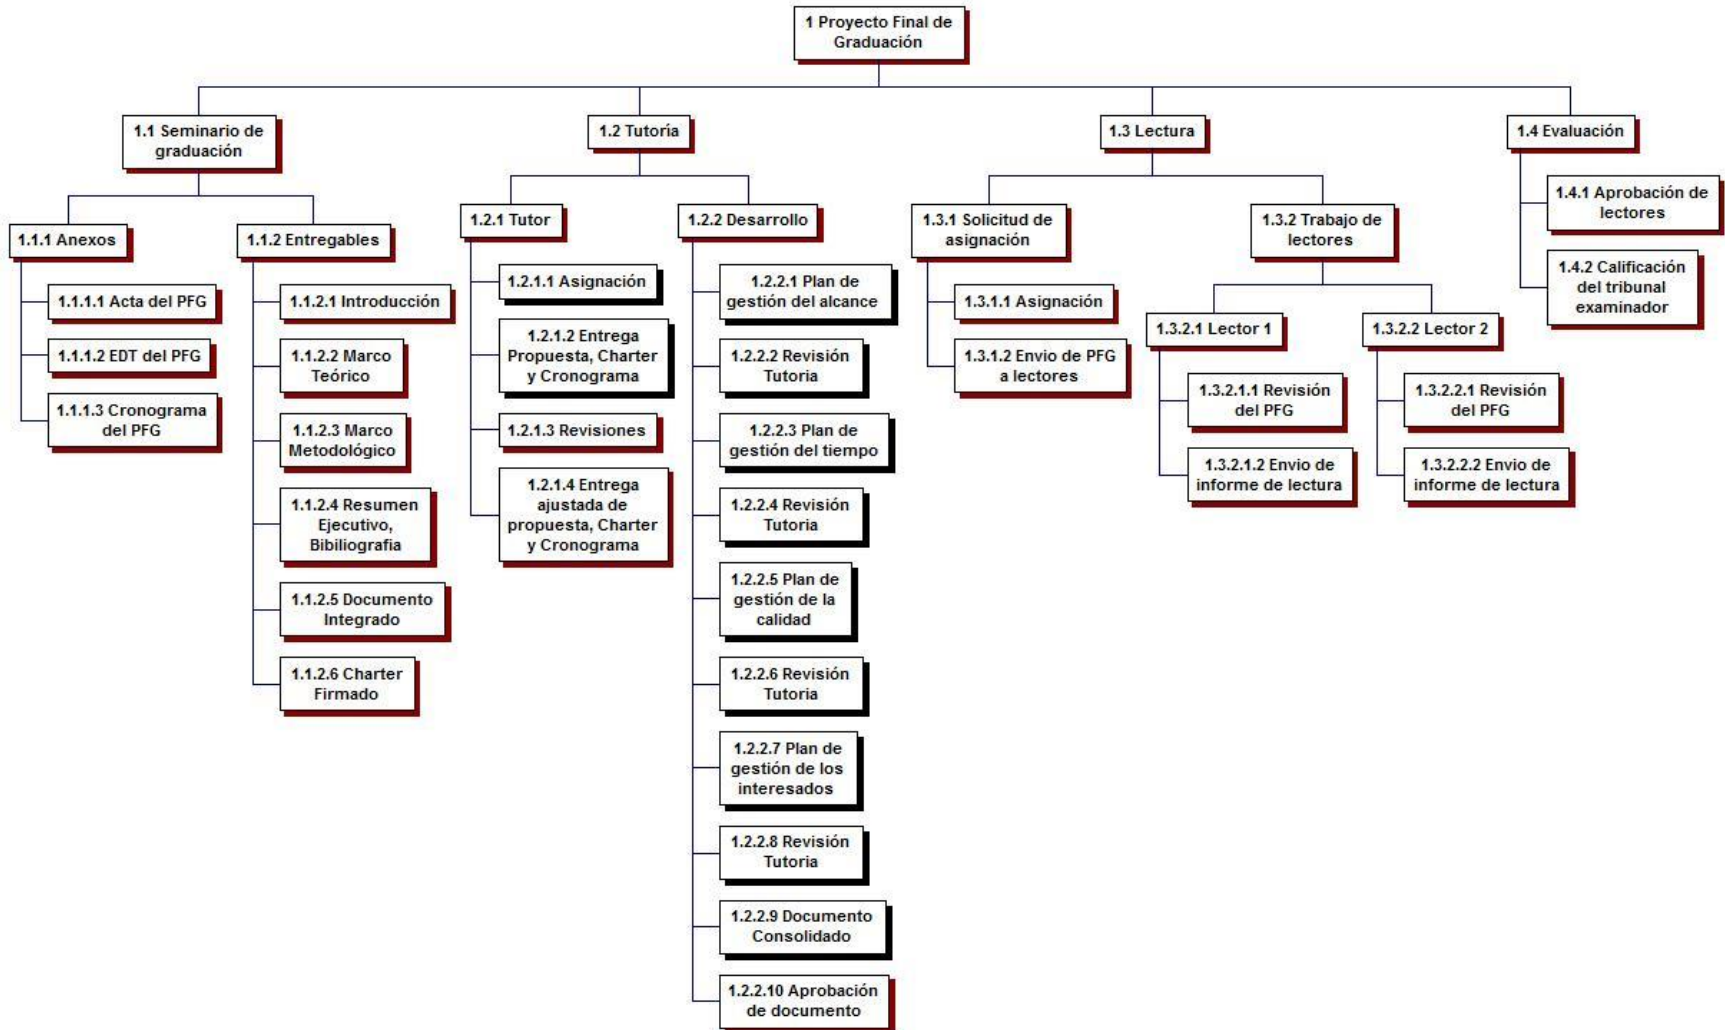 1 Proyecto Final de
Graduación
1.1 Seminario de
graduación
1.2 Tutoría
1.3 Lectura
1.4 Evaluación
1.1.1 Anexos
1.1.1.1 Acta del PFG
1.1.1.2 EDT del PFG
1.1.1.3 Cronograma
del PFG
1.1.2 Entregables
1.1.2.1 Introducción
1.1.2.2 Marco
Teórico
1.1.2.3 Marco
Metodológico
1.1.2.4 Resumen
Ejecutivo,
Bibiliografia
1.1.2.5 Documento
Integrado
1.1.2.6 Charter
Firmado
1.2.1 Tutor
1.2.1.1 Asignación
1.2.1.2 Entrega
Propuesta, Charter
y Cronograma
1.2.1.3 Revisiones
1.2.1.4 Entrega
ajustada de
propuesta, Charter
y Cronograma
1.2.2 Desarrollo
1.2.2.1 Plan de
gestión del alcance
1.2.2.2 Revisión
Tutoria
1.2.2.3 Plan de
gestión del tiempo
1.2.2.4 Revisión
Tutoria
1.2.2.5 Plan de
gestión de la
calidad
1.2.2.6 Revisión
Tutoria
1.2.2.7 Plan de
gestión de los
interesados
1.2.2.8 Revisión
Tutoria
1.2.2.9 Documento
Consolidado
1.2.2.10 Aprobación
de documento
1.3.1 Solicitud de
asignación
1.3.1.1 Asignación
1.3.1.2 Envio de PFG
a lectores
1.3.2 Trabajo de
lectores
1.3.2.1 Lector 1
1.3.2.1.1 Revisión
del PFG
1.3.2.1.2 Envio de
informe de lectura
1.3.2.2 Lector 2
1.3.2.2.1 Revisión
del PFG
1.3.2.2.2 Envio de
informe de lectura
1.4.1 Aprobación de
lectores
1.4.2 Calificación
del tribunal
examinador